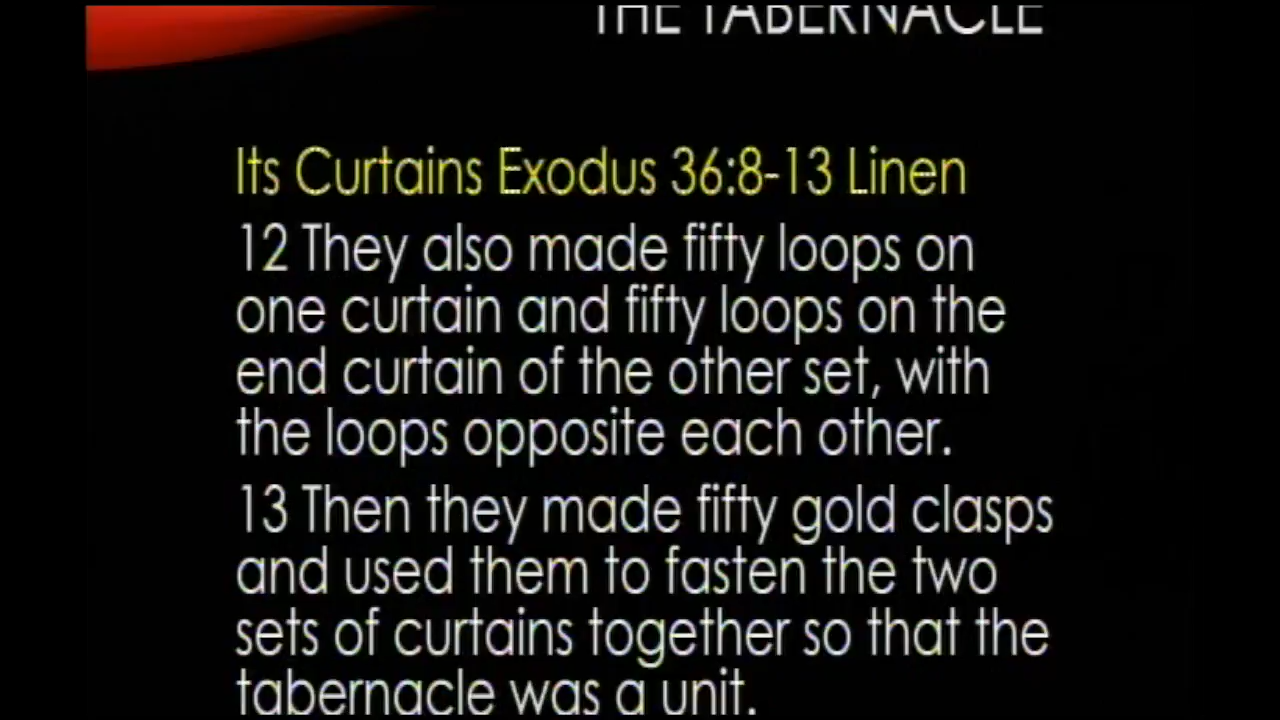 THE TABERNACLE
Its Curtains Exodus 36:8-13 Linen
12 They also made fifty loops on
one curtain and fifty loops on the
end curtain of the other set, with
the loops opposite each other.
13 Then they made fifty gold clasps
and used them to fasten the two
sets of curtains together so that the
tabernacle was a unit.